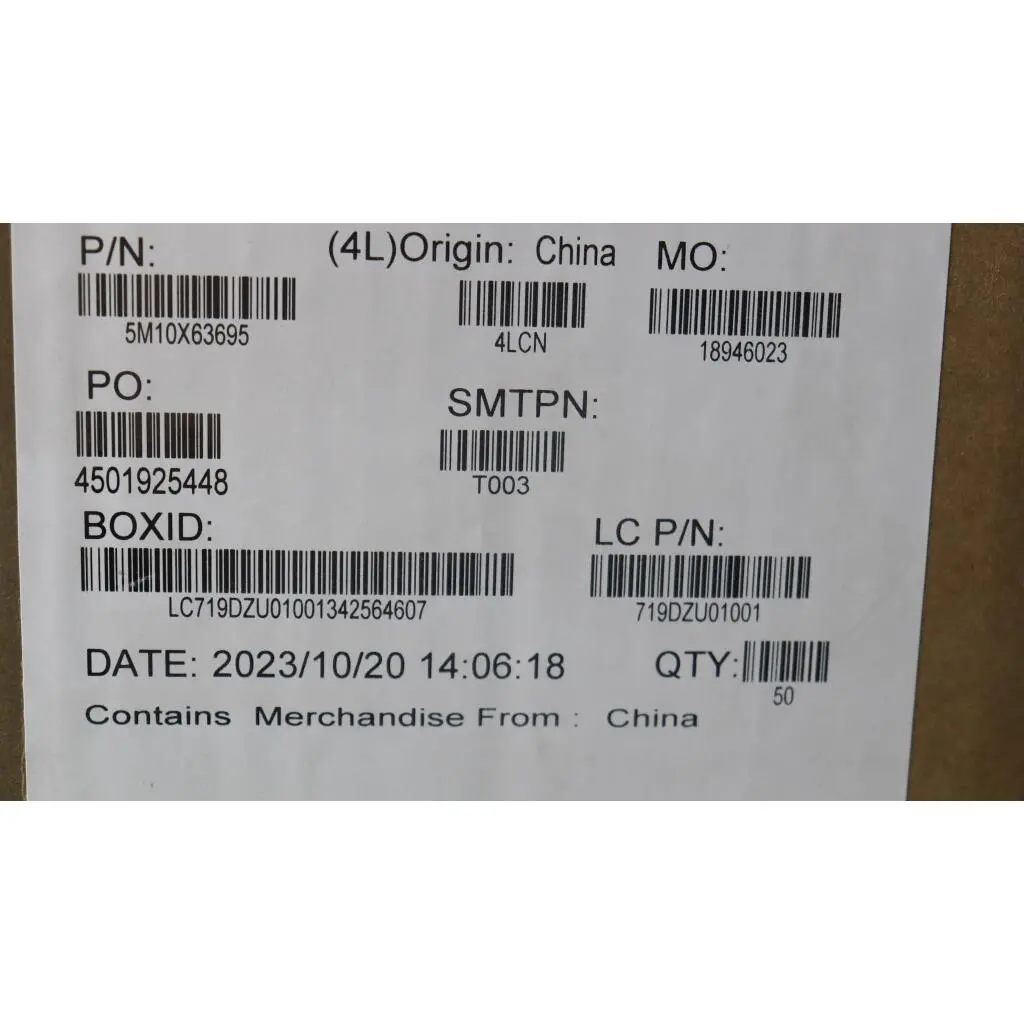 P/N: (4L)Origin: China MO:
5M10X63695 4LCN 18946023
PO: SMTPN:
4501925448 T003
BOXID: LC P/N:
LC719DZU01001342564607 719DZU01001
DATE: 2023/10/20 14:06:18 QTY:
50
Contains Merchandise From : China